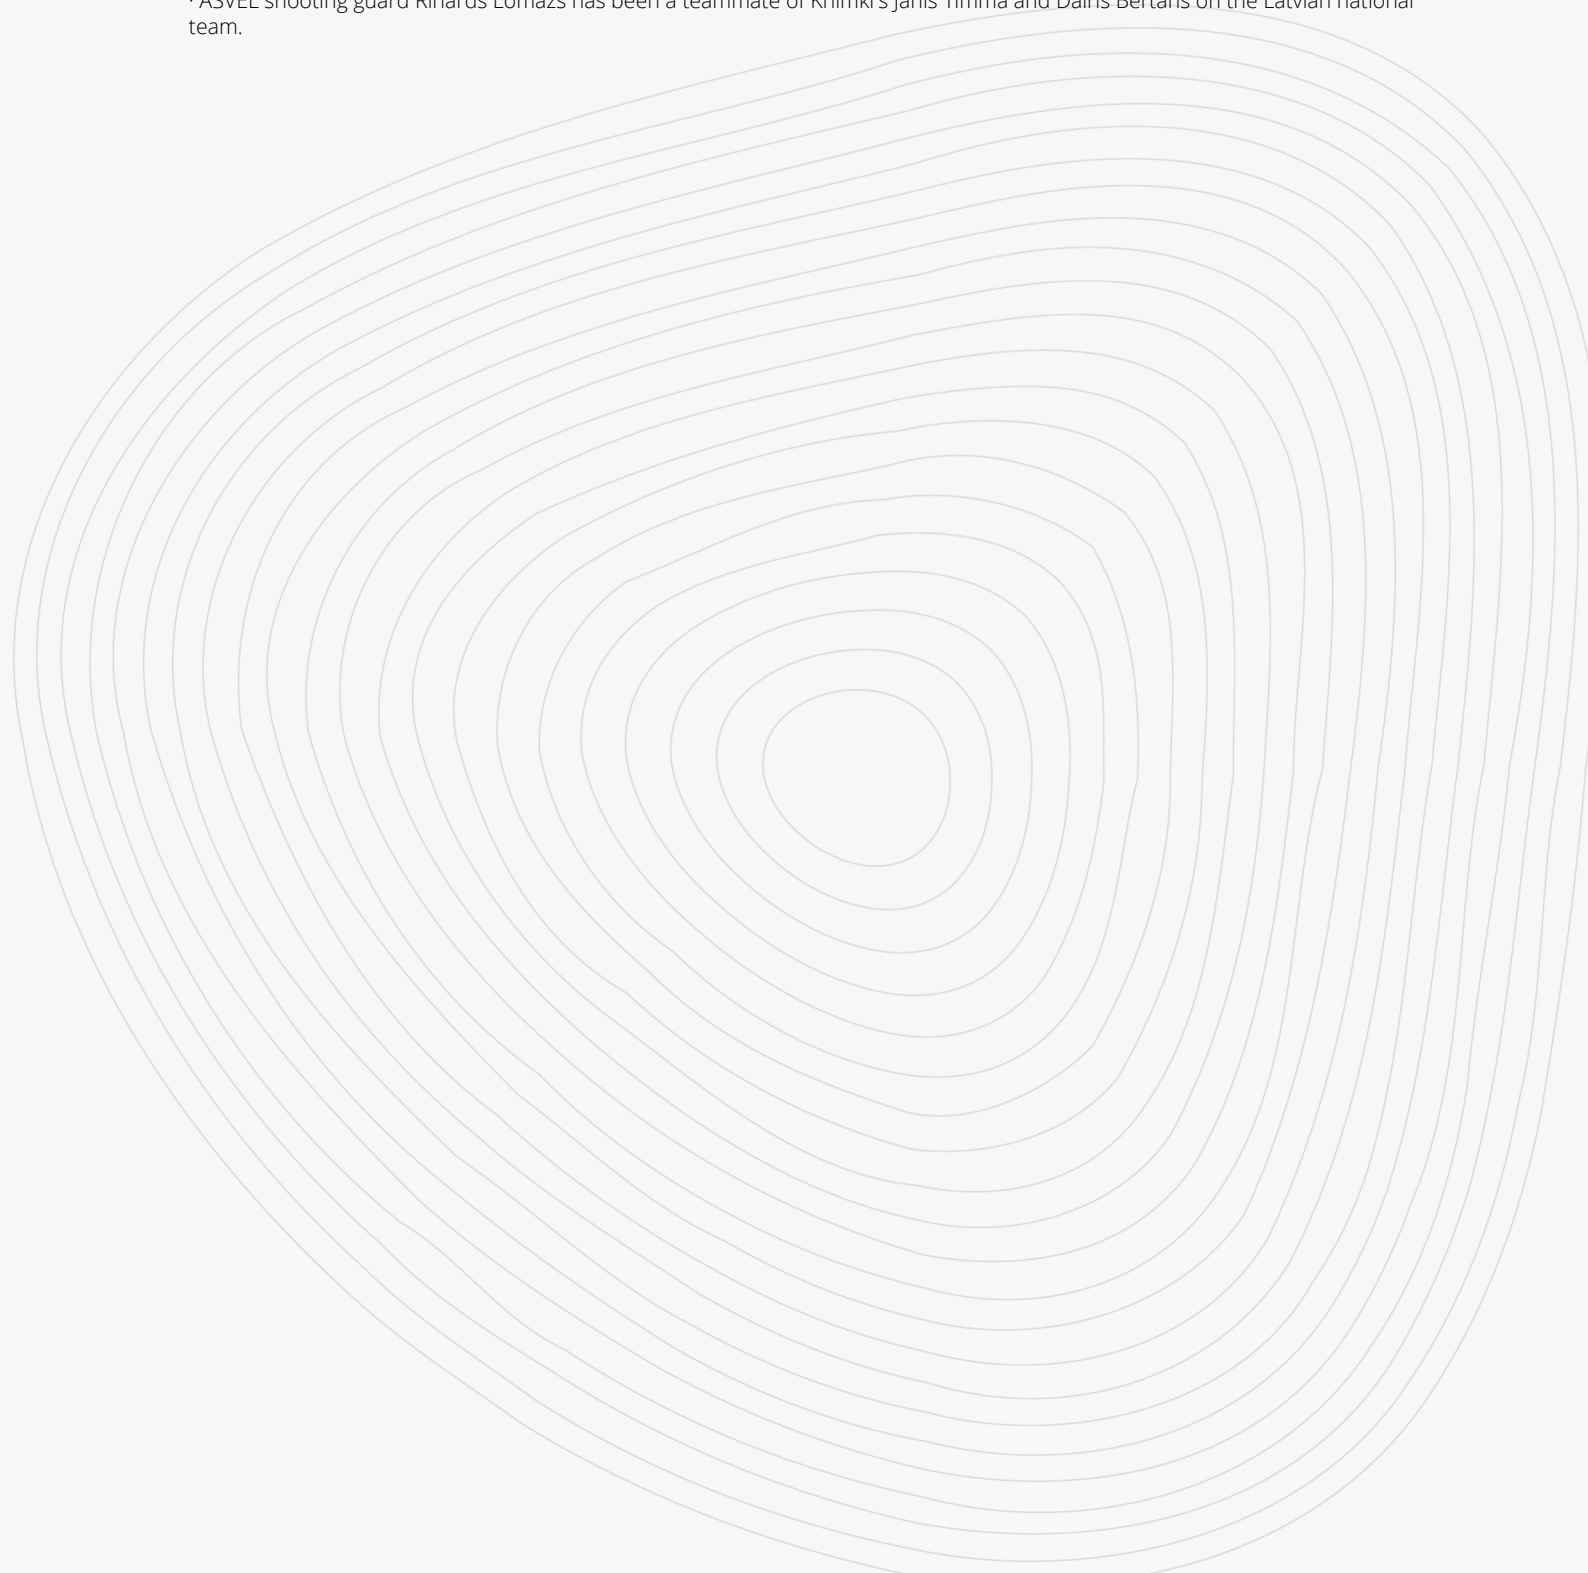 · ASVEL shooting guard Rihards Lomazs has been a teammate of Khimki's Janis Timma and Dairis Bertans on the Latvian national
team.